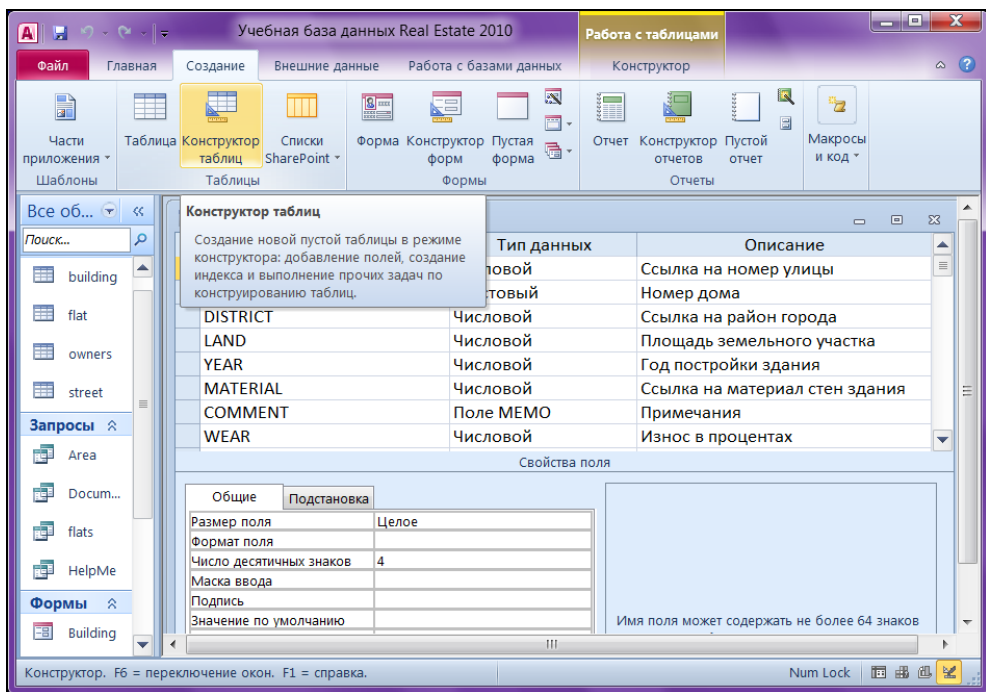 Учебная база данных Real Estate 2010
Работа с таблицами
Файл Главная Создание Внешние данные Работа с базами данных Конструктор
Части приложения
Таблица
Конструктор таблиц
Списки SharePoint
Форма
Конструктор форм
Пустая форма
Отчет
Конструктор отчетов
Пустой отчет
Макросы и код
Шаблоны Таблицы Формы Отчеты
Все об...
Поиск...
building
flat
owners
street
Запросы
Area
Docum...
flats
HelpMe
Формы
Building
Конструктор таблиц
Создание новой пустой таблицы в режиме
конструктора: добавление полей, создание
индекса и выполнение прочих задач по
конструированию таблиц.
Тип данных Описание
ловой Ссылка на номер улицы
товый Номер дома
DISTRICT Числовой Ссылка на район города
LAND Числовой Площадь земельного участка
YEAR Числовой Год постройки здания
MATERIAL Числовой Ссылка на материал стен здания
COMMENT Поле МЕМО Примечания
WEAR Числовой Износ в процентах
Свойства поля
Общие Подстановка
Размер поля Целое
Формат поля
Число десятичных знаков 4
Маска ввода
Подпись
Значение по умолчанию
Имя поля может содержать не более 64 знаков
Конструктор. F6 = переключение окон. F1 = справка. Num Lock